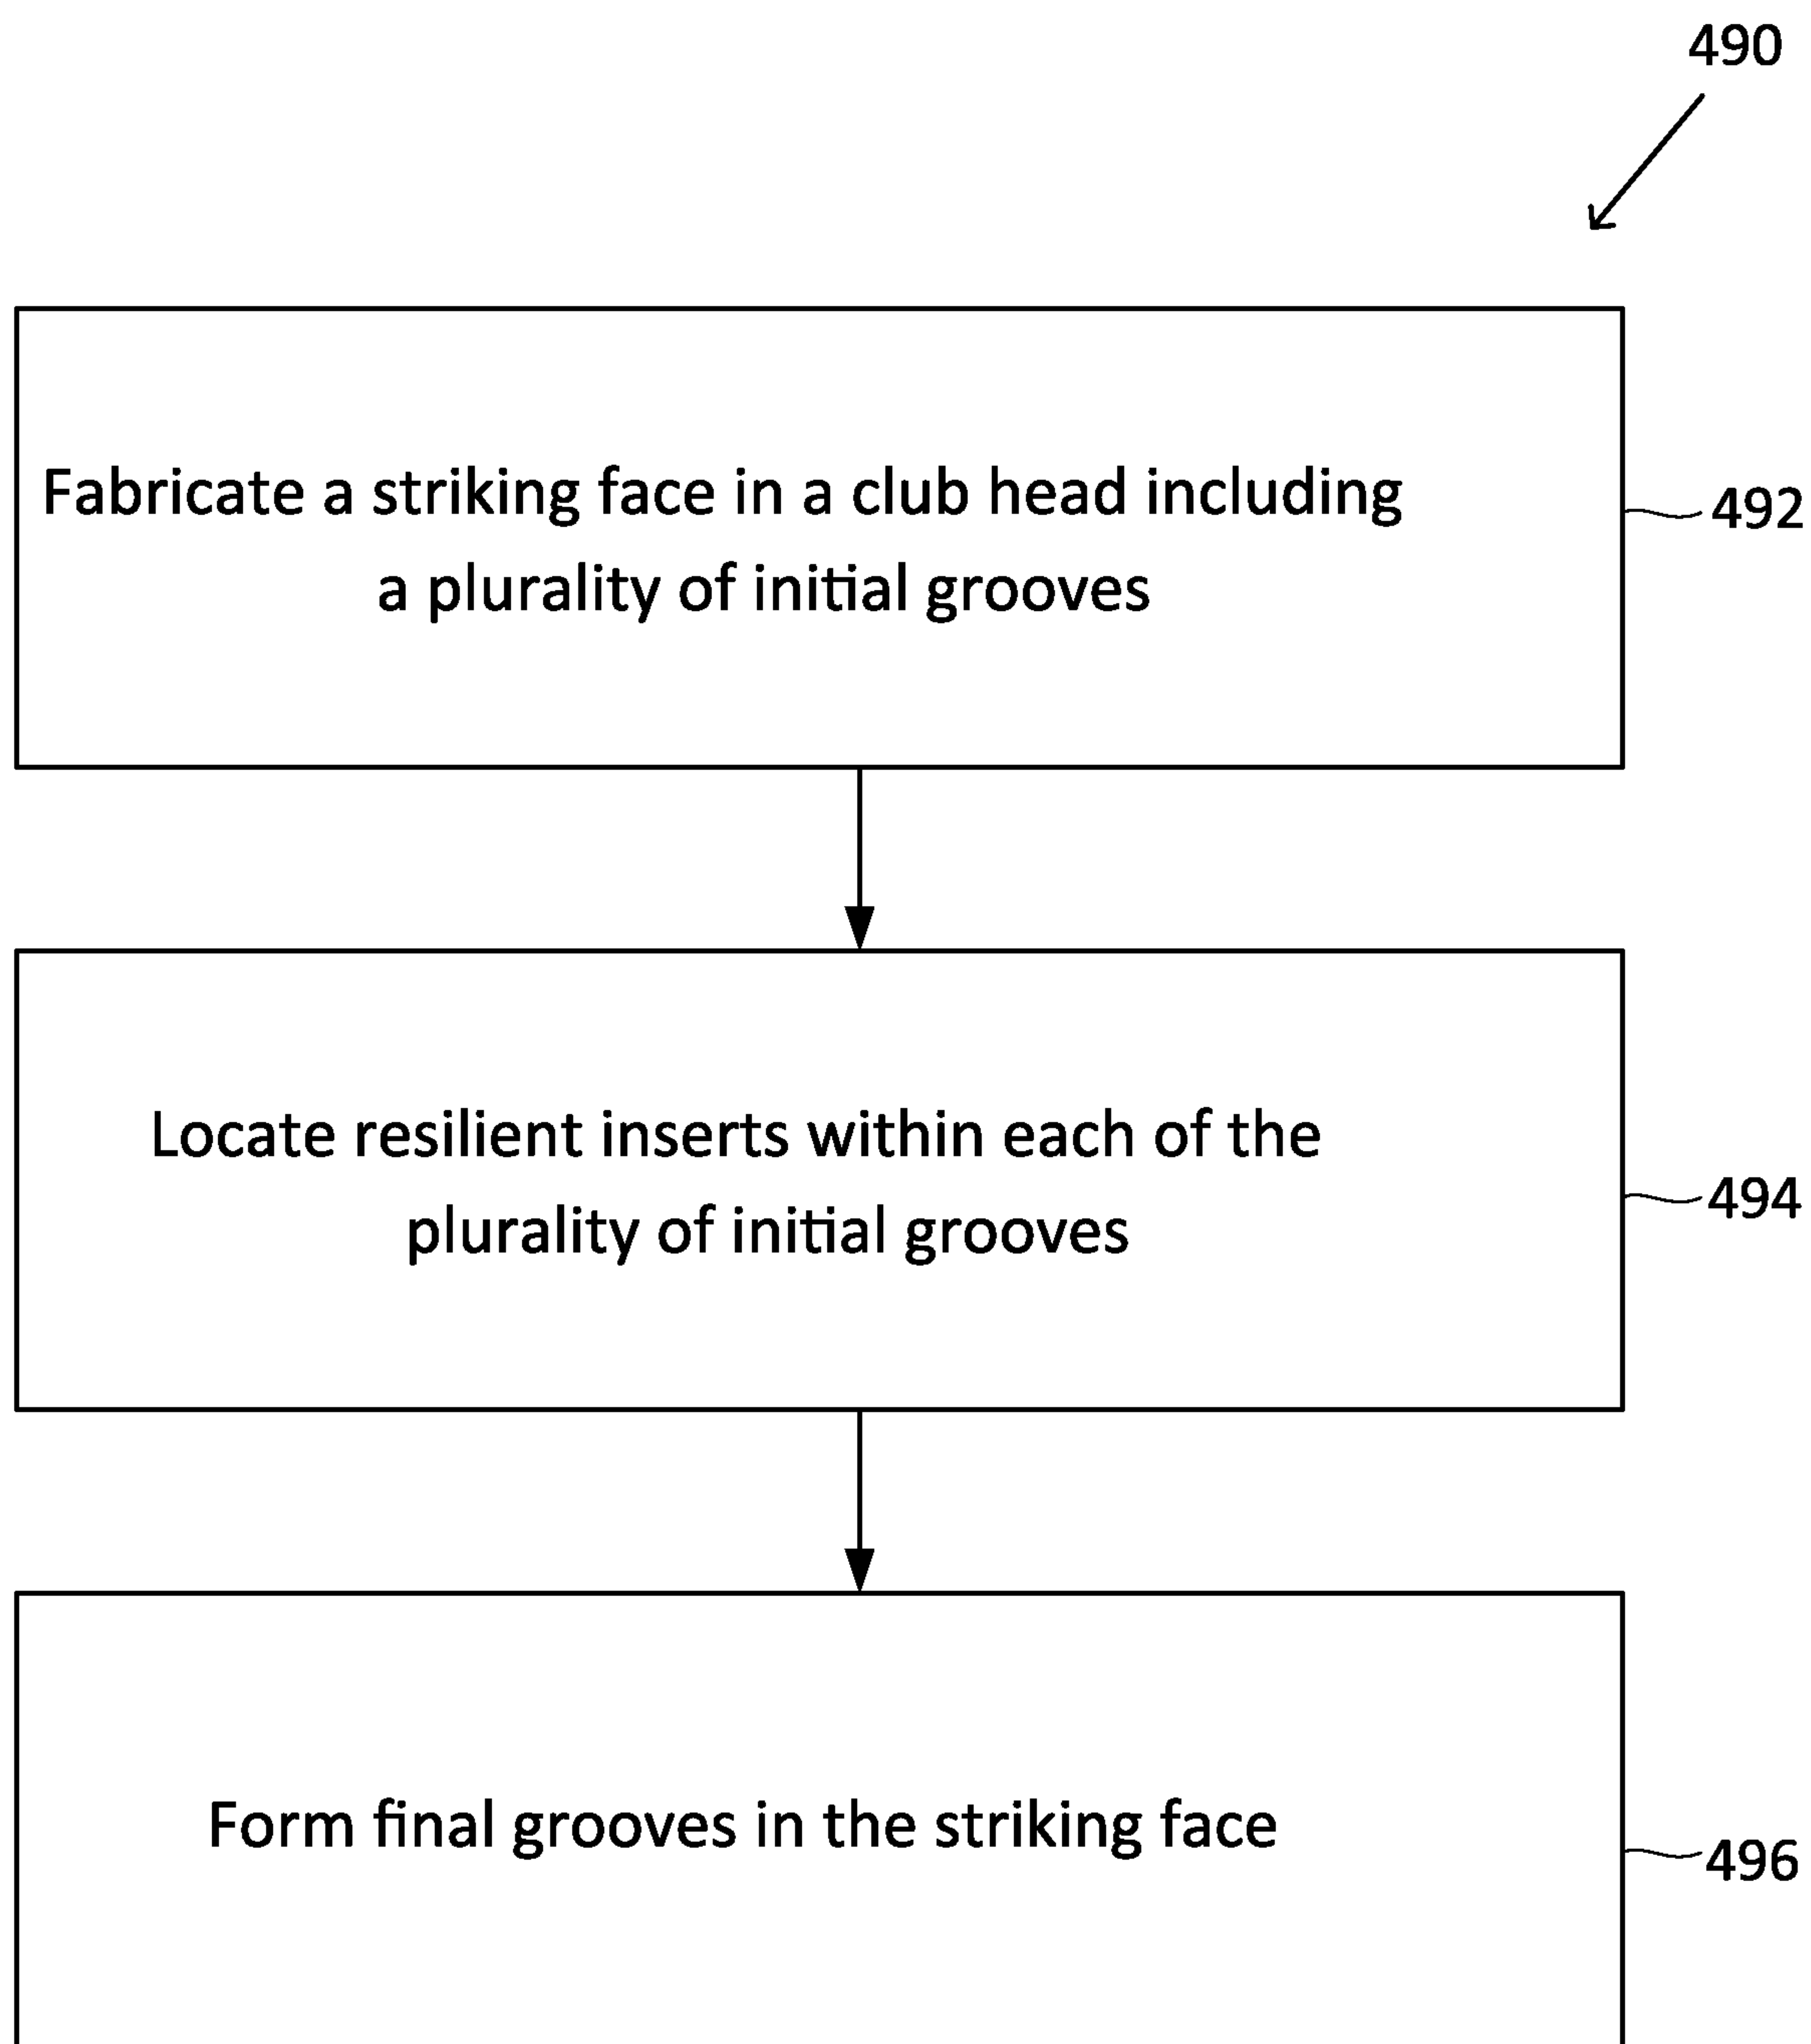 490
Fabricate a striking face in a club head including
a plurality of initial grooves
492
Locate resilient inserts within each of the
plurality of initial grooves
494
Form final grooves in the striking face
496